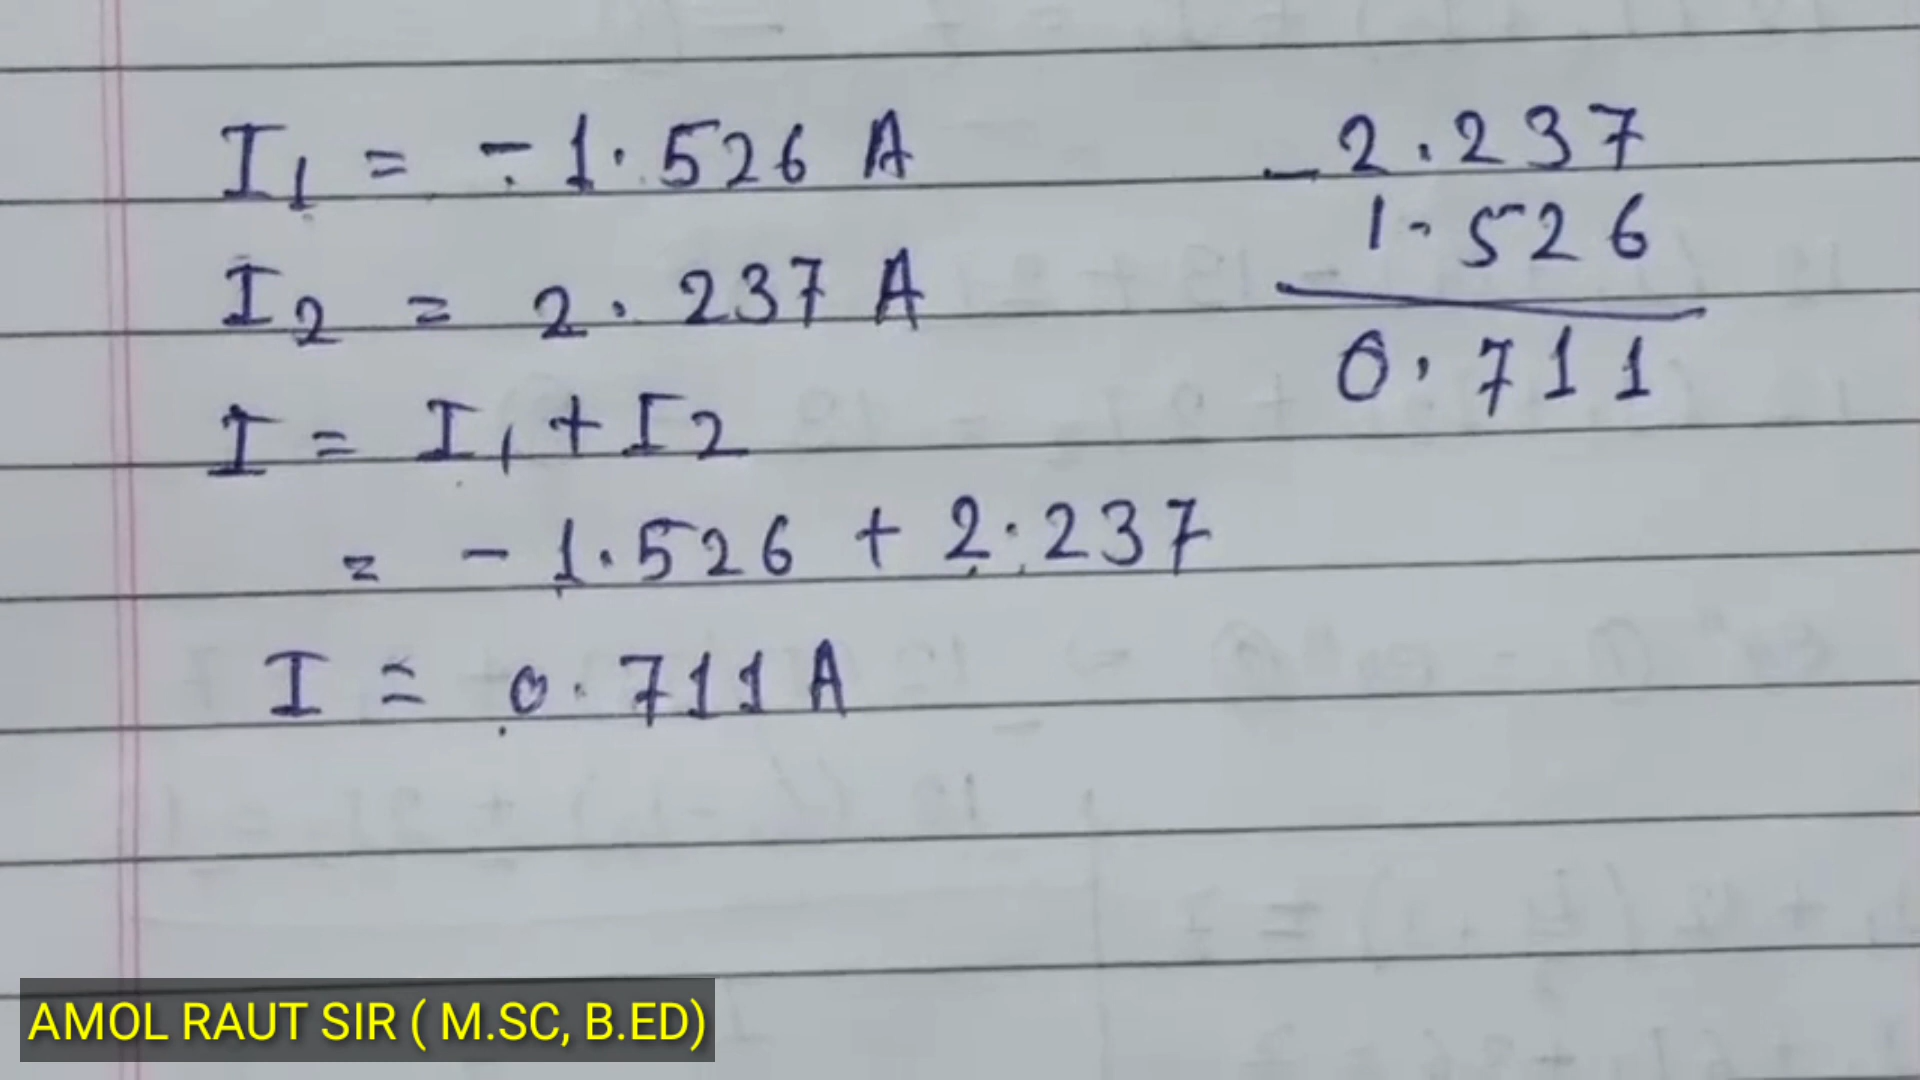 I1 = -1.526 A
I2 = 2.237 A
I = I1 + I2
= -1.526 + 2.237
I = 0.711 A
- 2.237
1.526
0.711
AMOL RAUT SIR ( M.SC, B.ED)